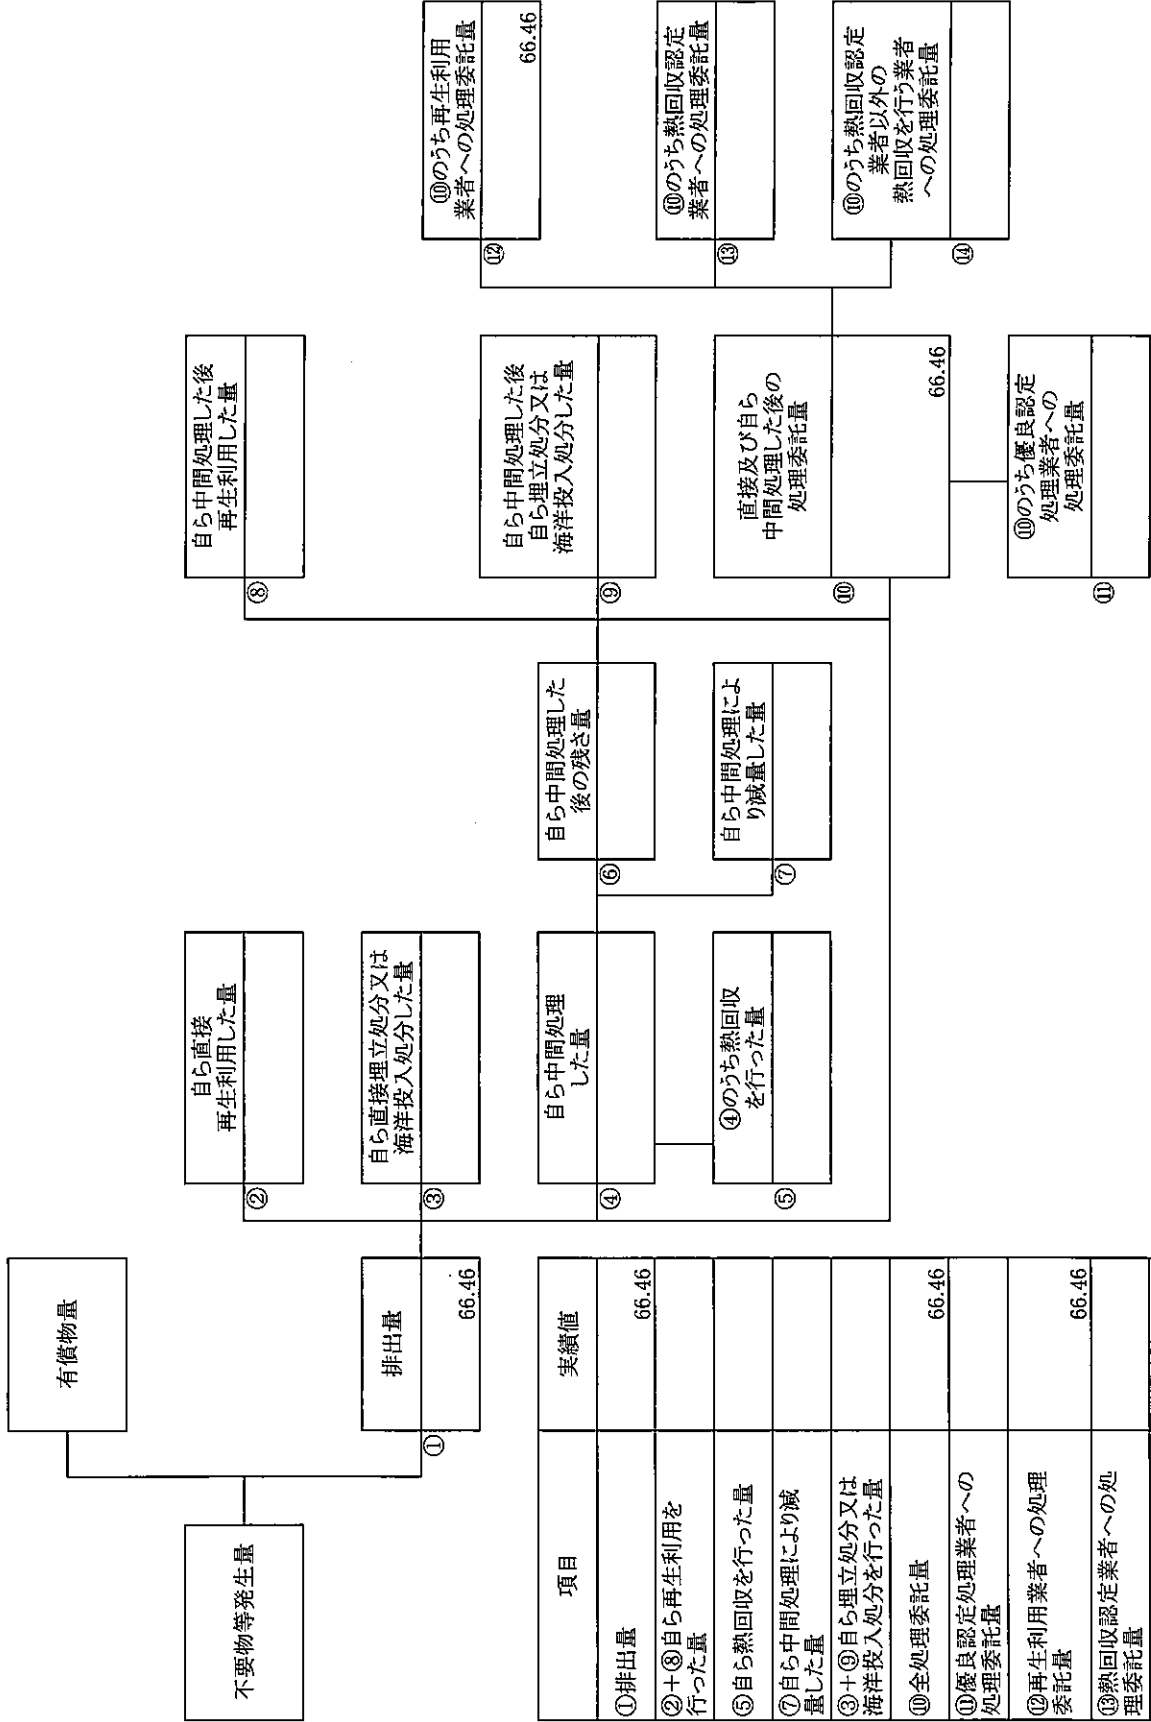 不要物等発生量
有償物量
①
排出量
66.46
②
自ら直接
再生利用した量
③
自ら直接埋立処分又は
海洋投入処分した量
④
自ら中間処理
した量
⑤
④のうち熱回収
を行った量
⑥
自ら中間処理した
後の残さ量
⑦
自ら中間処理によ
り減量した量
⑧
自ら中間処理した後
再生利用した量
⑨
自ら中間処理した後
自ら埋立処分又は
海洋投入処分した量
⑩
直接及び自ら
中間処理した後の
処理委託量
66.46
⑪
⑩のうち優良認定
処理業者への
処理委託量
⑫
⑩のうち再生利用
業者への処理委託量
66.46
⑬
⑩のうち熱回収認定
業者への処理委託量
⑭
⑩のうち熱回収認定
業者以外の
熱回収を行う業者
への処理委託量
項目 実績値
①排出量 66.46
②+⑧自ら再生利用を
行った量
⑤自ら熱回収を行った量
⑦自ら中間処理により減
量した量
③+⑨自ら埋立処分又は
海洋投入処分を行った量
⑩全処理委託量 66.46
⑪優良認定処理業者への
処理委託量
⑫再生利用業者への処理
委託量 66.46
⑬熱回収認定業者への処
理委託量